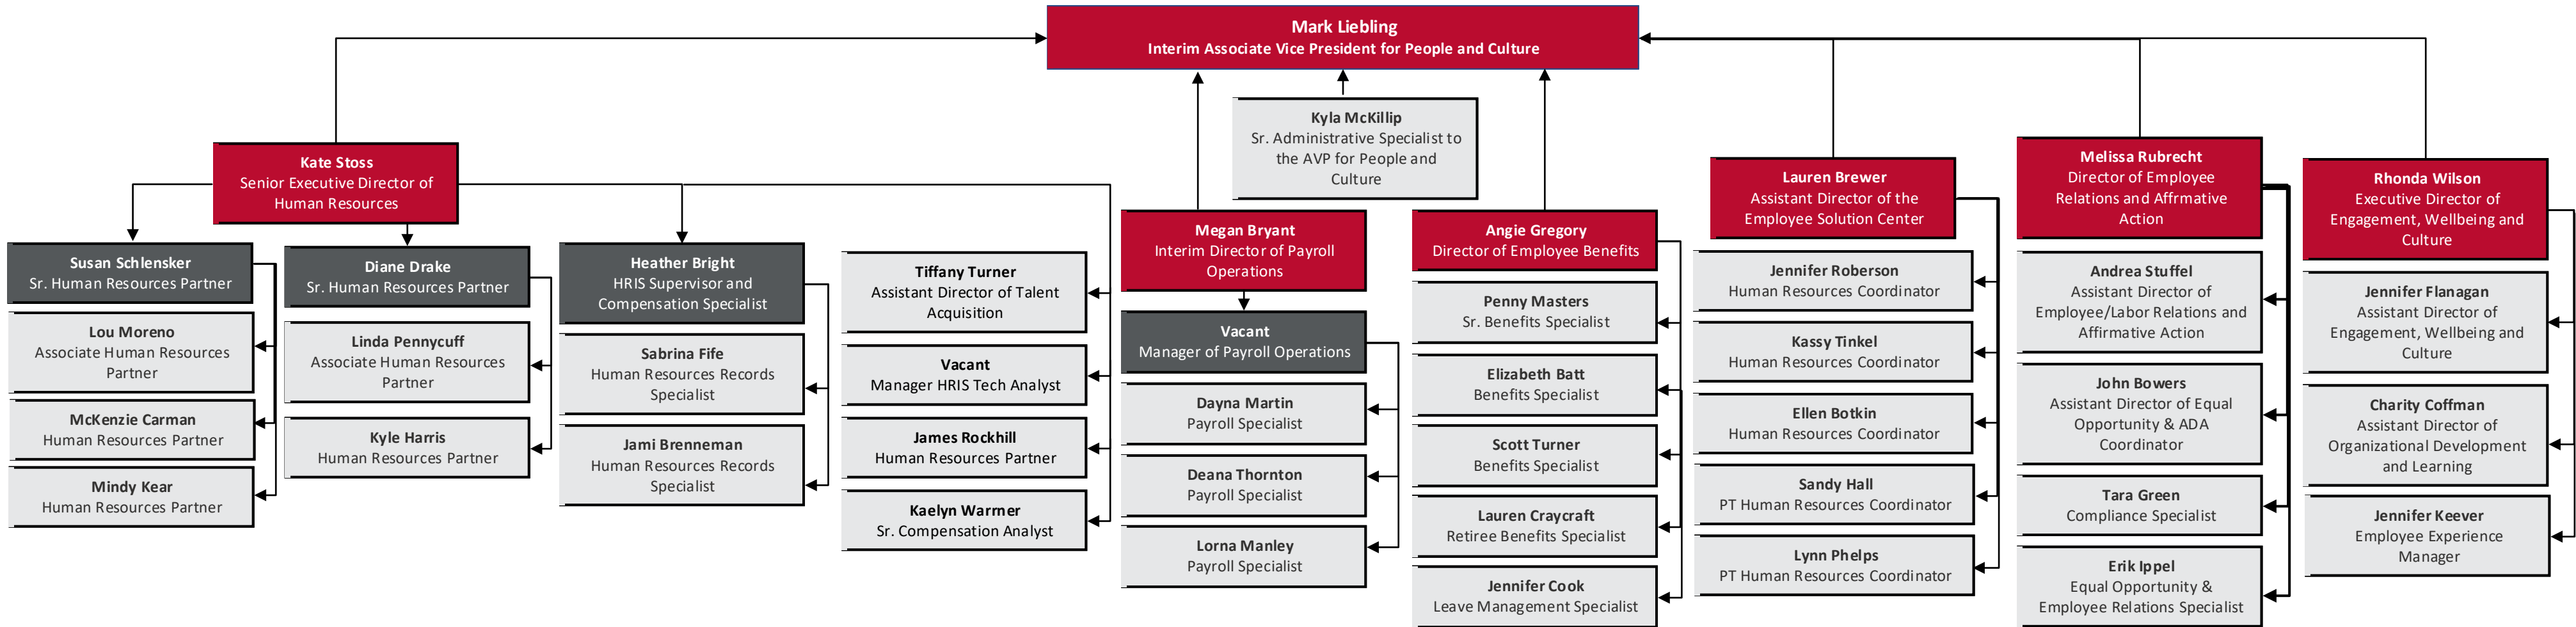 Mark Liebling
Interim Associate Vice President for People and Culture
Kyla McKillip
Sr. Administrative Specialist to
the AVP for People and
Culture
Kate Stoss
Senior Executive Director of
Human Resources
Susan Schlensker
Sr. Human Resources Partner
Lou Moreno
Associate Human Resources
Partner
McKenzie Carman
Human Resources Partner
Mindy Kear
Human Resources Partner
Diane Drake
Sr. Human Resources Partner
Linda Pennycuff
Associate Human Resources
Partner
Kyle Harris
Human Resources Partner
Heather Bright
HRIS Supervisor and
Compensation Specialist
Sabrina Fife
Human Resources Records
Specialist
Jami Brenneman
Human Resources Records
Specialist
Tiffany Turner
Assistant Director of Talent
Acquisition
Vacant
Manager HRIS Tech Analyst
James Rockhill
Human Resources Partner
Kaelyn Warmer
Sr. Compensation Analyst
Megan Bryant
Interim Director of Payroll
Operations
Vacant
Manager of Payroll Operations
Dayna Martin
Payroll Specialist
Deana Thornton
Payroll Specialist
Lorna Manley
Payroll Specialist
Angie Gregory
Director of Employee Benefits
Penny Masters
Sr. Benefits Specialist
Elizabeth Batt
Benefits Specialist
Scott Turner
Benefits Specialist
Lauren Craycraft
Retiree Benefits Specialist
Jennifer Cook
Leave Management Specialist
Lauren Brewer
Assistant Director of the
Employee Solution Center
Jennifer Roberson
Human Resources Coordinator
Kassy Tinkel
Human Resources Coordinator
Ellen Botkin
Human Resources Coordinator
Sandy Hall
PT Human Resources Coordinator
Lynn Phelps
PT Human Resources Coordinator
Melissa Rubrecht
Director of Employee
Relations and Affrmative
Action
Andrea Stuffel
Assistant Director of
Employee/Labor Relations and
Affirmative Action
John Bowers
Assistant Director of Equal
Opportunity & ADA
Coordinator
Tara Green
Compliance Specialist
Erik Ippel
Equal Opportunity &
Employee Relations Specialist
Rhonda Wilson
Executive Director of
Engagement, Wellbeing and
Culture
Jennifer Flanagan
Assistant Director of
Engagement, Wellbeing and
Culture
Charity Coffman
Assistant Director of
Organizational Development
and Learning
Jennifer Keever
Employee Experience
Manager